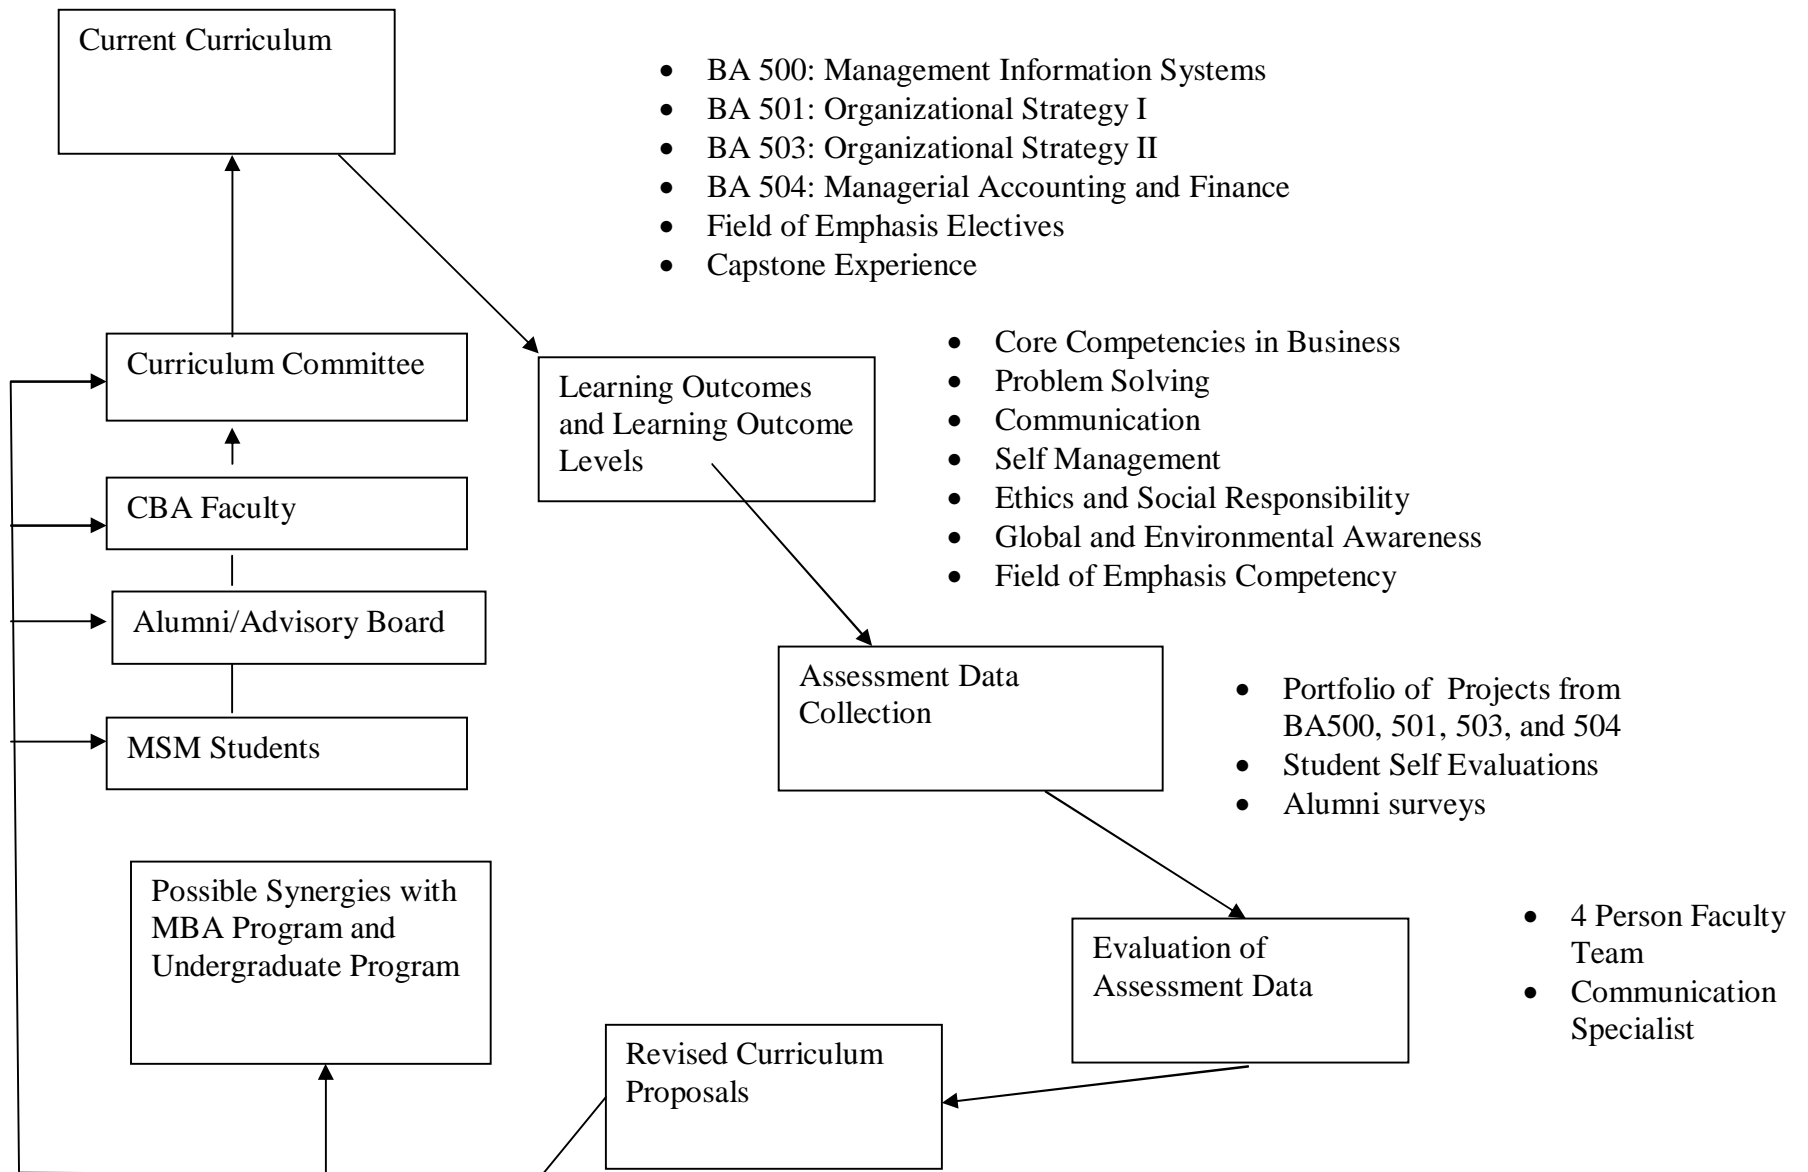 Current Curriculum
• BA 500: Management Information Systems
• BA 501: Organizational Strategy I
• BA 503: Organizational Strategy II
• BA 504: Managerial Accounting and Finance
• Field of Emphasis Electives
• Capstone Experience
Curriculum Committee
CBA Faculty
Alumni/Advisory Board
MSM Students
Learning Outcomes
and Learning Outcome
Levels
• Core Competencies in Business
• Problem Solving
• Communication
• Self Management
• Ethics and Social Responsibility
• Global and Environmental Awareness
• Field of Emphasis Competency
Assessment Data
Collection
• Portfolio of Projects from
BA500, 501, 503, and 504
• Student Self Evaluations
• Alumni surveys
Possible Synergies with
MBA Program and
Undergraduate Program
Evaluation of
Assessment Data
• 4 Person Faculty
Team
• Communication
Specialist
Revised Curriculum
Proposals